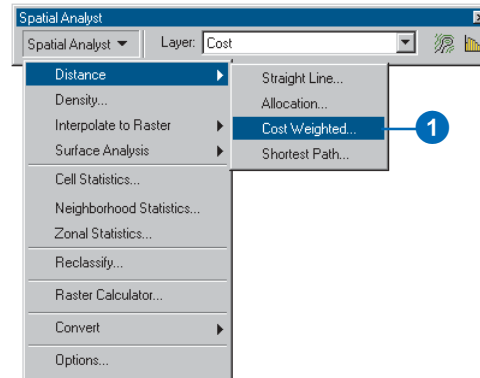 Spatial Analyst
Spatial Analyst Layer: Cost
Distance
Density...
Interpolate to Raster
Surface Analysis
Cell Statistics...
Neighborhood Statistics...
Zonal Statistics...
Reclassify...
Raster Calculator...
Convert
Options...
Straight Line...
Allocation...
Cost Weighted...
Shortest Path...
1